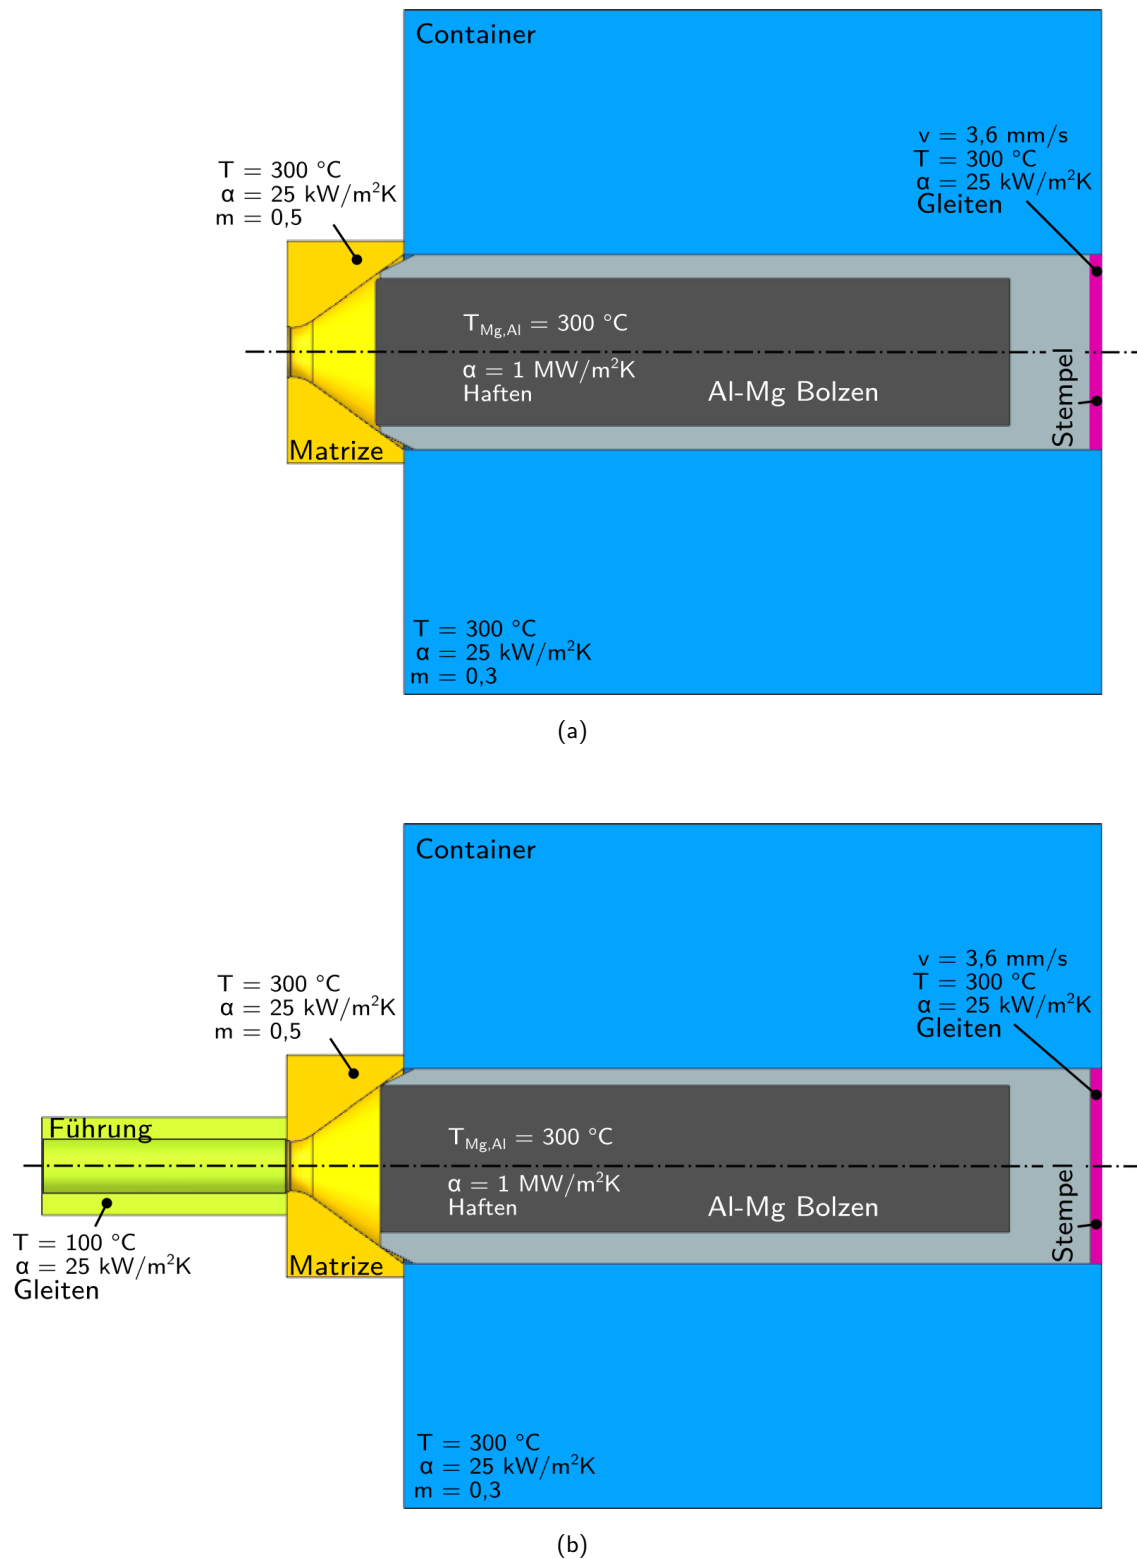 Container
v = 3,6 mm/s
T = 300 °C
α = 25 kW/m²K
Gleiten
T = 300 °C
α = 25 kW/m²K
m = 0,5
T_Mg,Al = 300 °C
α = 1 MW/m²K
Haften
Al-Mg Bolzen
Stempel
Matrize
T = 300 °C
α = 25 kW/m²K
m = 0,3
(a)
Container
v = 3,6 mm/s
T = 300 °C
α = 25 kW/m²K
Gleiten
T = 300 °C
α = 25 kW/m²K
m = 0,5
Führung
T_Mg,Al = 300 °C
α = 1 MW/m²K
Haften
Al-Mg Bolzen
Stempel
T = 100 °C
α = 25 kW/m²K
Gleiten
Matrize
T = 300 °C
α = 25 kW/m²K
m = 0,3
(b)